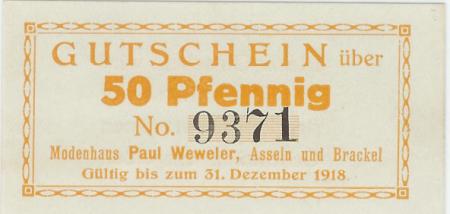 GUTSCHEIN über
50 Pfennig
No. 9371
Modenhaus Paul Weweler, Asseln und Brackel
Gültig bis zum 31. Dezember 1918.